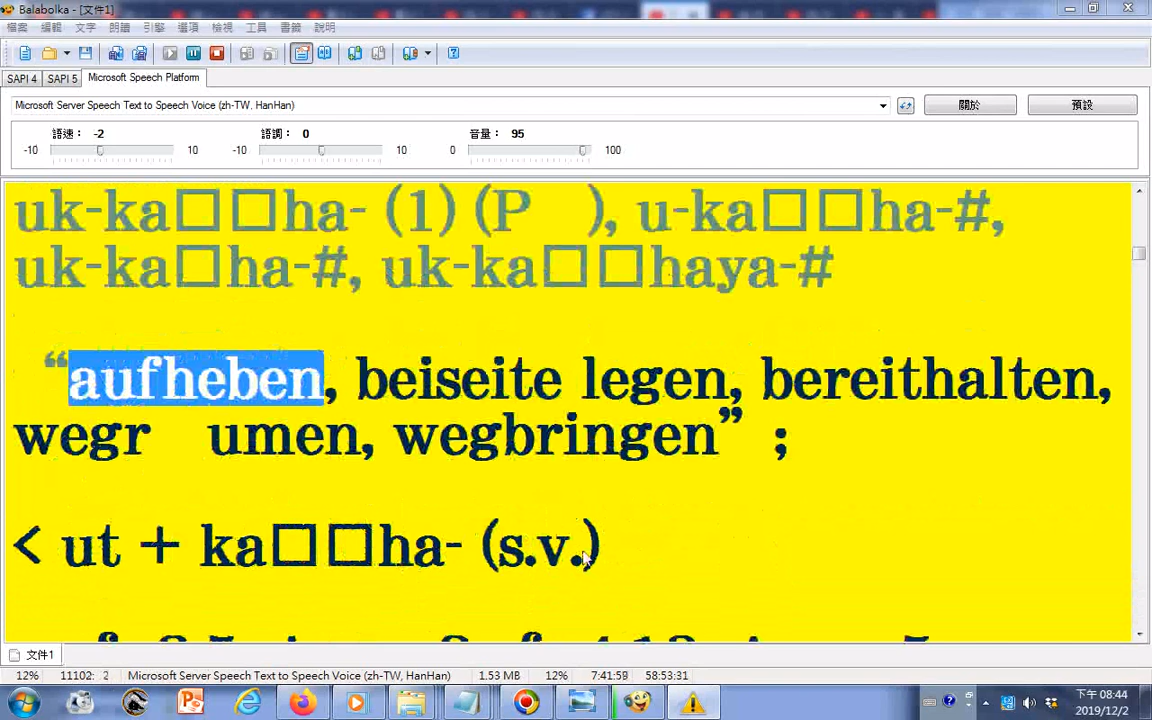 Balabolka - [文件1]
檔案 編輯 文字 朗讀 引擎 選項 檢視 工具 書籤 說明
SAPI 4 SAPI 5 Microsoft Speech Platform
Microsoft Server Speech Text to Speech Voice (zh-TW, HanHan) 關於 預設
語速： -2 語調： 0 音量： 95
-10 10 -10 10 0 100
uk-ka□□ha- (1) (P ), u-ka□□ha-#,
uk-ka□ha-#, uk-ka□□haya-#
“aufheben, beiseite legen, bereithalten,
wegr umen, wegbringen” ;
< ut + ka□□ha- (s.v.)
文件1
12% 11102: 2 Microsoft Server Speech Text to Speech Voice (zh-TW, HanHan) 1.53 MB 12% 7:41:59 58:53:31
下午 08:44
2019/12/2